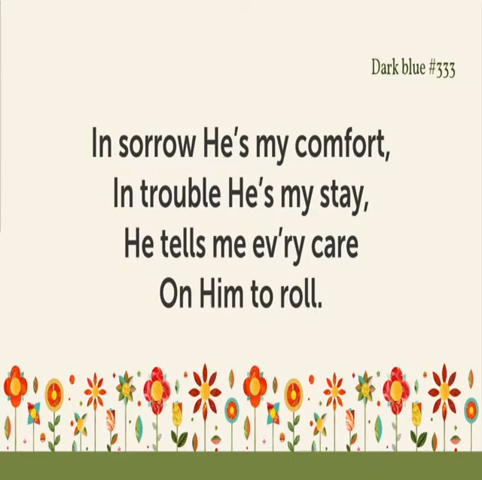 Dark blue #333
In sorrow He's my comfort,
In trouble He's my stay,
He tells me ev'ry care
On Him to roll.